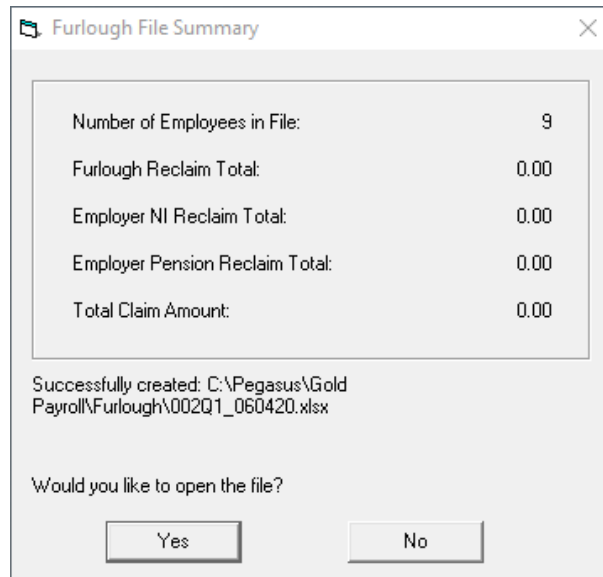 Furlough File Summary
Number of Employees in File: 9
Furlough Reclaim Total: 0.00
Employer NI Reclaim Total: 0.00
Employer Pension Reclaim Total: 0.00
Total Claim Amount: 0.00
Successfully created: C:\Pegasus\Gold
Payroll\Furlough\002Q1_060420.xlsx
Would you like to open the file?
Yes No